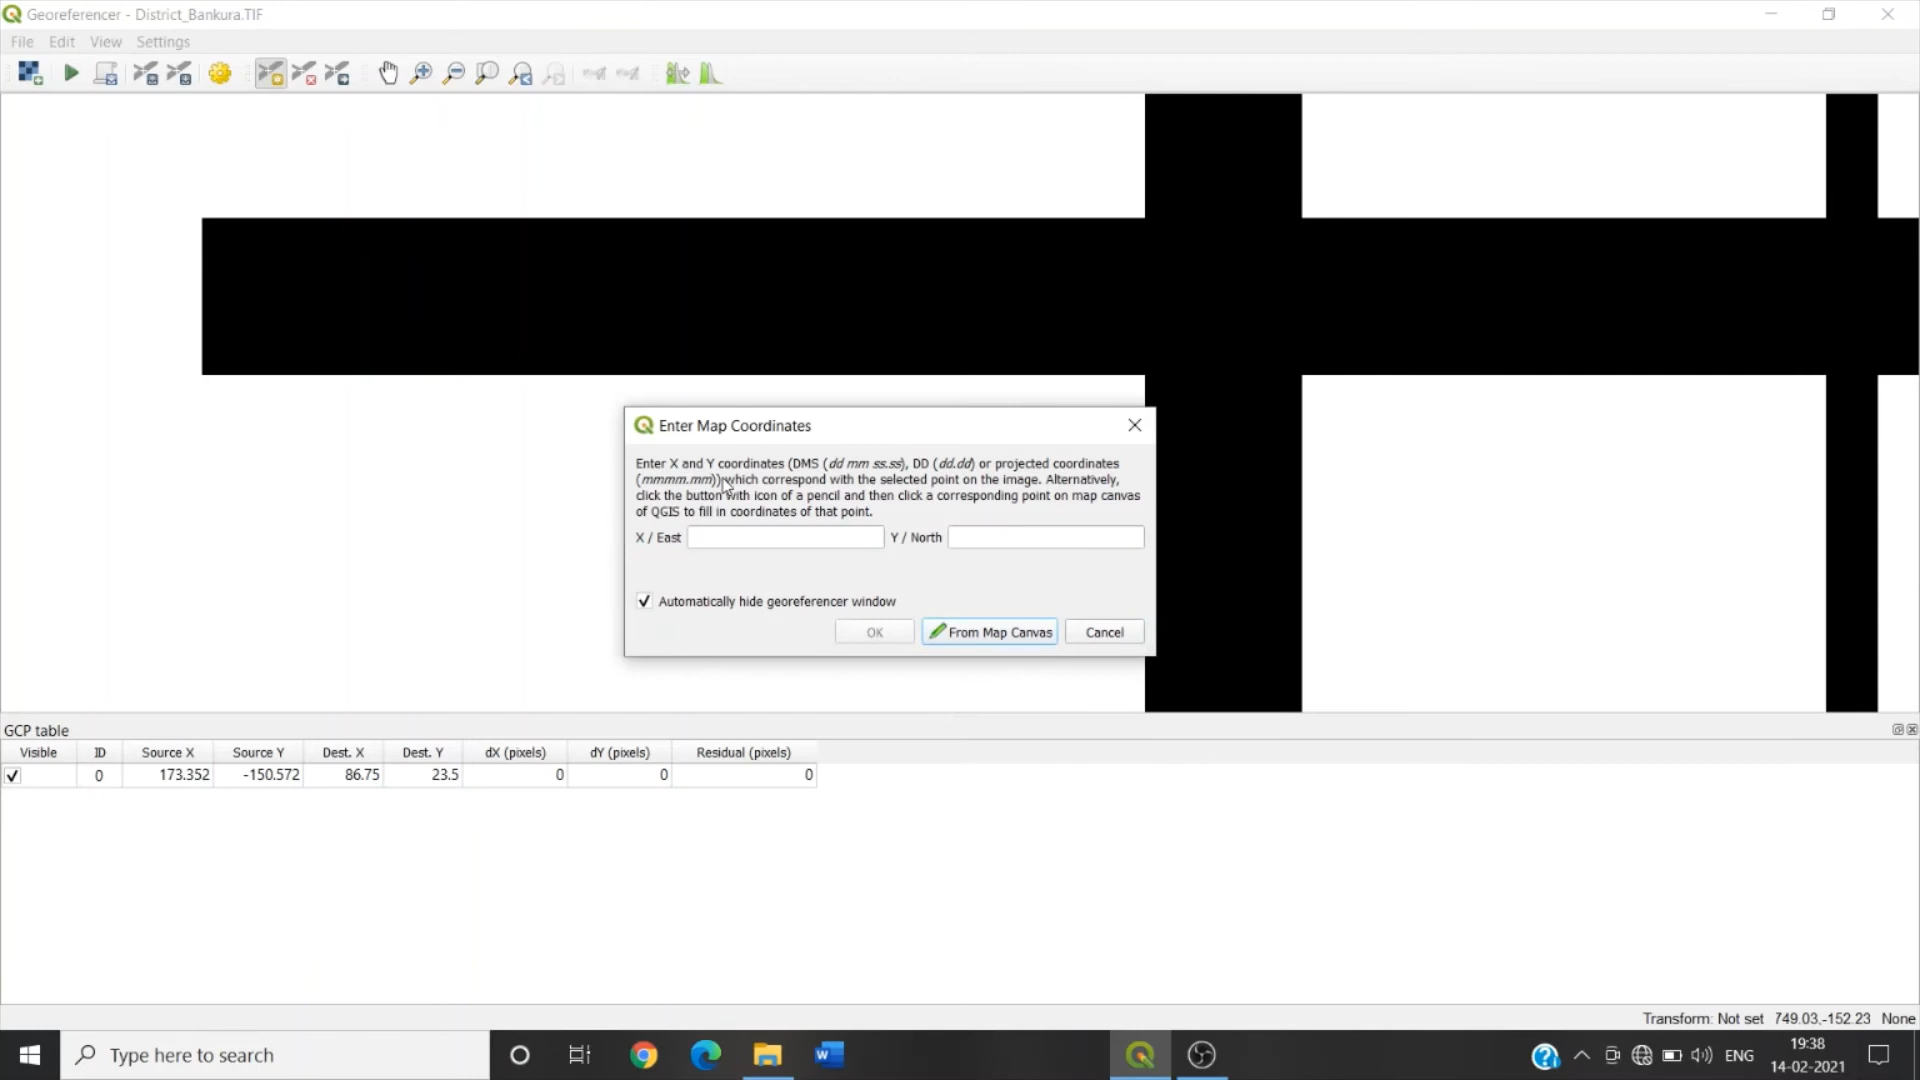 Georeferencer - District_Bankura.TIF
File Edit View Settings
Enter Map Coordinates
Enter X and Y coordinates (DMS (dd mm ss.ss), DD (dd.dd) or projected coordinates
(mmmm.mm)) which correspond with the selected point on the image. Alternatively,
click the button with icon of a pencil and then click a corresponding point on map canvas
of QGIS to fill in coordinates of that point.
X / East Y / North
Automatically hide georeferencer window
OK From Map Canvas Cancel
GCP table
Visible ID Source X Source Y Dest. X Dest. Y dX (pixels) dY (pixels) Residual (pixels)
0 173.352 -150.572 86.75 23.5 0 0 0
Transform: Not set 749.03,-152.23 None
Type here to search
ENG
19:38
14-02-2021